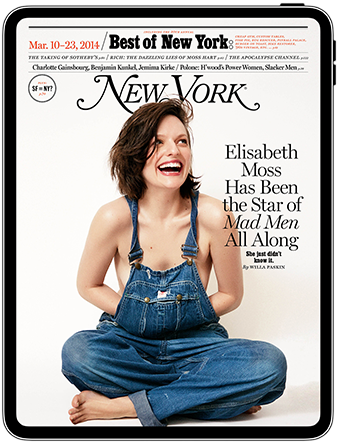 Mar. 10–23, 2014
Best of New York
THE TAKING OF SOTHEBY'S / RICH: THE DAZZLING LIES OF MOSS HART / THE APOCALYPSE CHANNEL
Charlotte Gainsbourg, Benjamin Kunkel, Jemima Kirke / Polone: H'wood's Power Women, Slacker Men
SF
NY?
NEW YORK
Elisabeth
Moss
Has Been
the Star of
Mad Men
All Along
She just didn't
know it.
By WILLA PASKIN